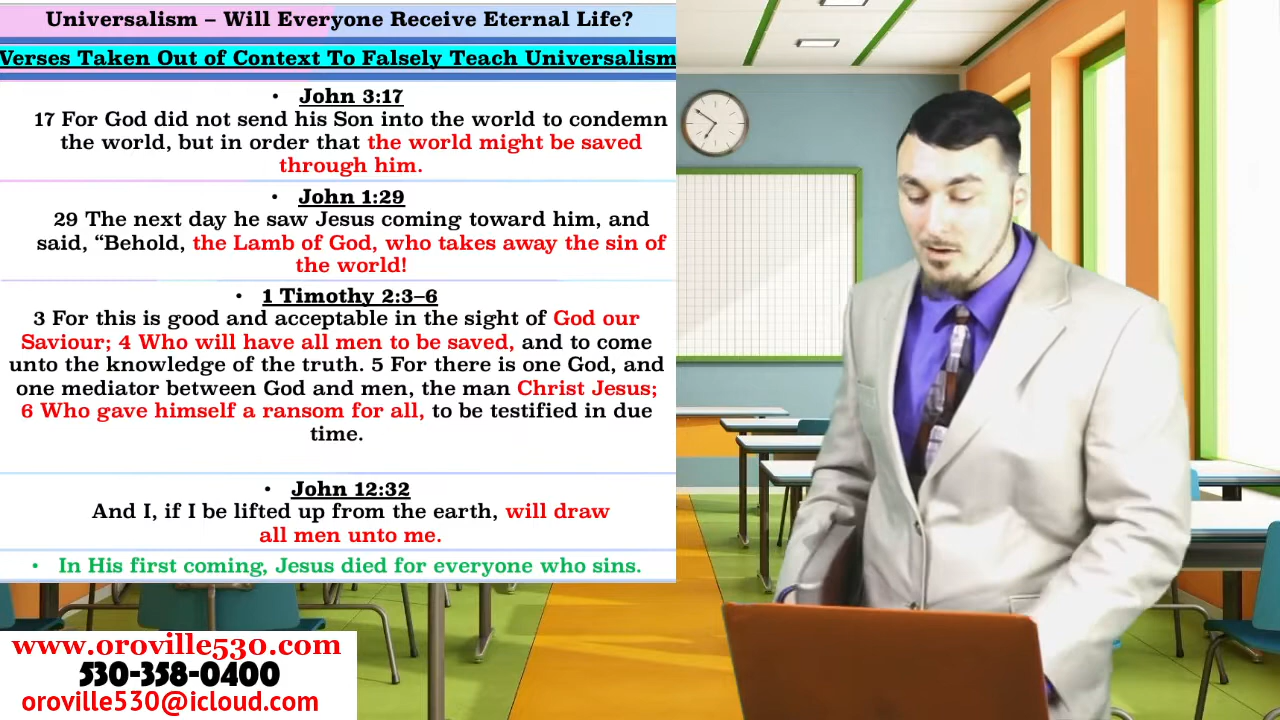 Universalism – Will Everyone Receive Eternal Life?
Verses Taken Out of Context To Falsely Teach Universalism
• John 3:17
17 For God did not send his Son into the world to condemn
the world, but in order that the world might be saved
through him.
• John 1:29
29 The next day he saw Jesus coming toward him, and
said, “Behold, the Lamb of God, who takes away the sin of
the world!
• 1 Timothy 2:3–6
3 For this is good and acceptable in the sight of God our
Saviour; 4 Who will have all men to be saved, and to come
unto the knowledge of the truth. 5 For there is one God, and
one mediator between God and men, the man Christ Jesus;
6 Who gave himself a ransom for all, to be testified in due
time.
• John 12:32
And I, if I be lifted up from the earth, will draw
all men unto me.
• In His first coming, Jesus died for everyone who sins.
www.oroville530.com
530-358-0400
oroville530@icloud.com